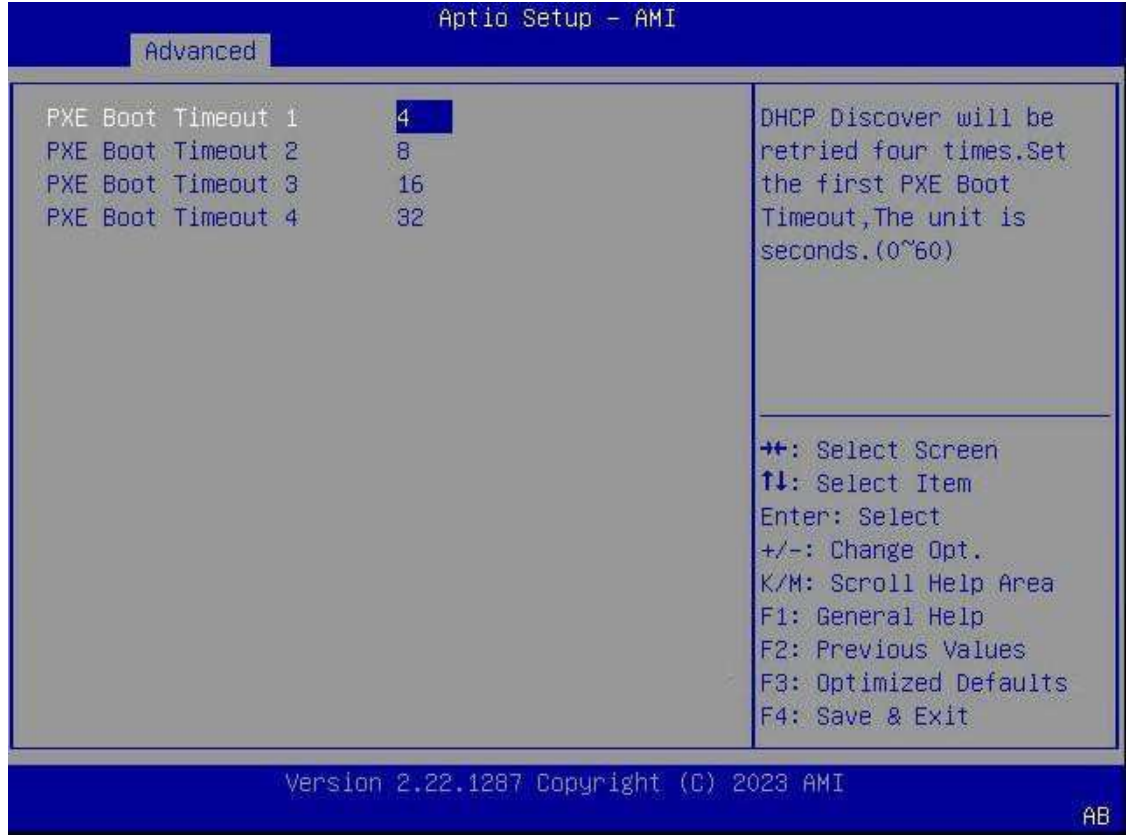 Aptio Setup – AMI
Advanced
PXE Boot Timeout 1 4
PXE Boot Timeout 2 8
PXE Boot Timeout 3 16
PXE Boot Timeout 4 32
DHCP Discover will be
retried four times.Set
the first PXE Boot
Timeout,The unit is
seconds.(0~60)
→←: Select Screen
↑↓: Select Item
Enter: Select
+/-: Change Opt.
K/M: Scroll Help Area
F1: General Help
F2: Previous Values
F3: Optimized Defaults
F4: Save & Exit
Version 2.22.1287 Copyright (C) 2023 AMI
AB